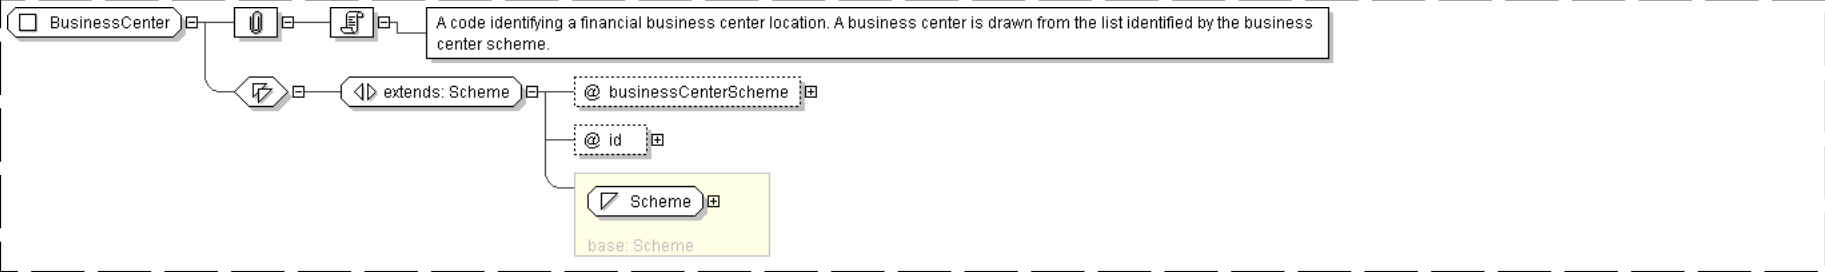 BusinessCenter
A code identifying a financial business center location. A business center is drawn from the list identified by the business
center scheme.
extends: Scheme
@ businessCenterScheme
@ id
Scheme
base: Scheme